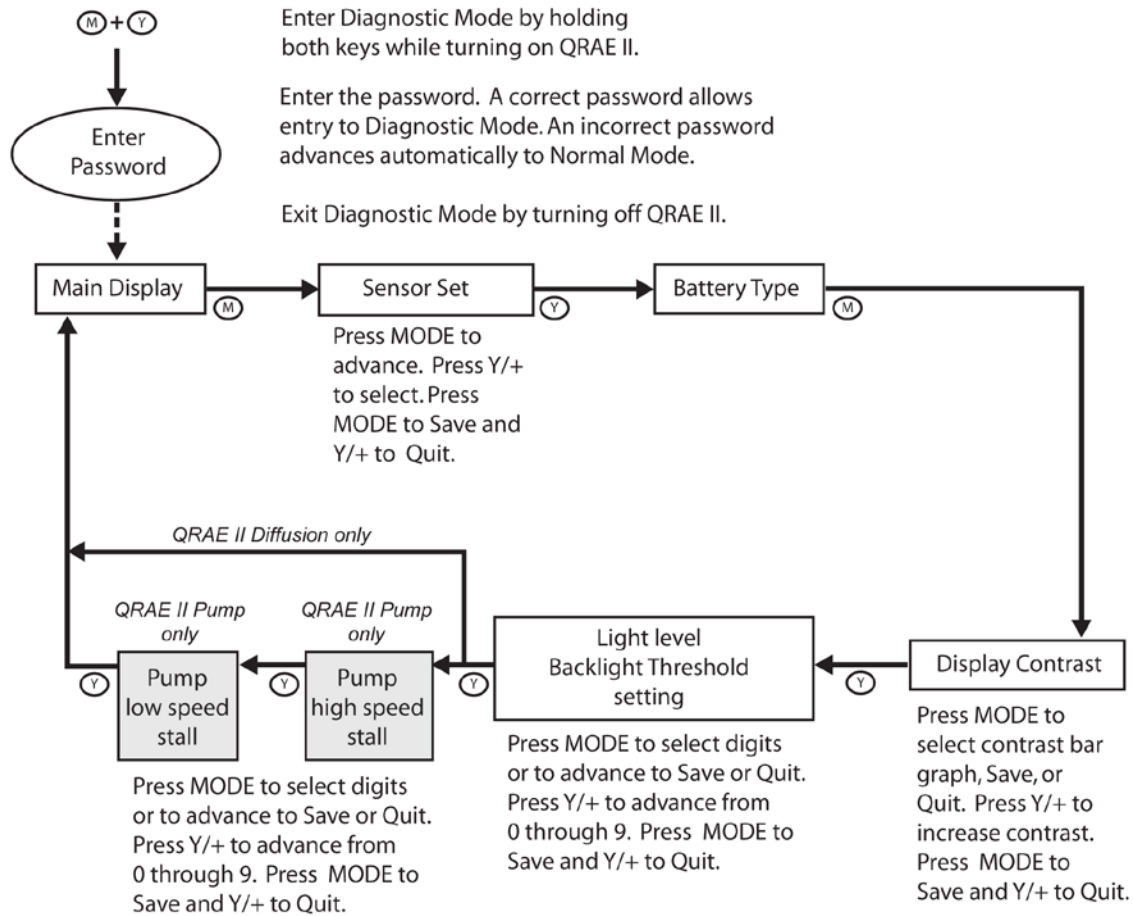 M + Y
Enter Diagnostic Mode by holding
both keys while turning on QRAE II.
Enter the password. A correct password allows
entry to Diagnostic Mode. An incorrect password
advances automatically to Normal Mode.
Enter
Password
Exit Diagnostic Mode by turning off QRAE II.
Main Display
M
Sensor Set
Y
Battery Type
M
Press MODE to
advance. Press Y/+
to select. Press
MODE to Save and
Y/+ to Quit.
QRAE II Diffusion only
QRAE II Pump
only
QRAE II Pump
only
Y
Pump
low speed
stall
Y
Pump
high speed
stall
Y
Light level
Backlight Threshold
setting
Y
Display Contrast
Press MODE to select digits
or to advance to Save or Quit.
Press Y/+ to advance from
0 through 9. Press MODE to
Save and Y/+ to Quit.
Press MODE to select digits
or to advance to Save or Quit.
Press Y/+ to advance from
0 through 9. Press MODE to
Save and Y/+ to Quit.
Press MODE to
select contrast bar
graph, Save, or
Quit. Press Y/+ to
increase contrast.
Press MODE to
Save and Y/+ to Quit.